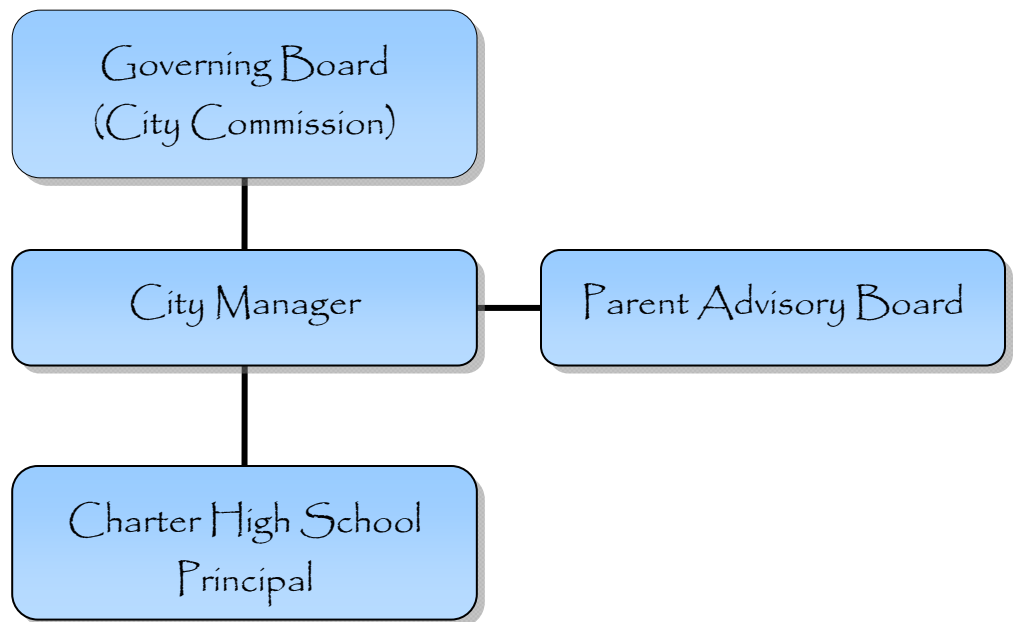 Governing Board
(City Commission)
City Manager
Parent Advisory Board
Charter High School
Principal